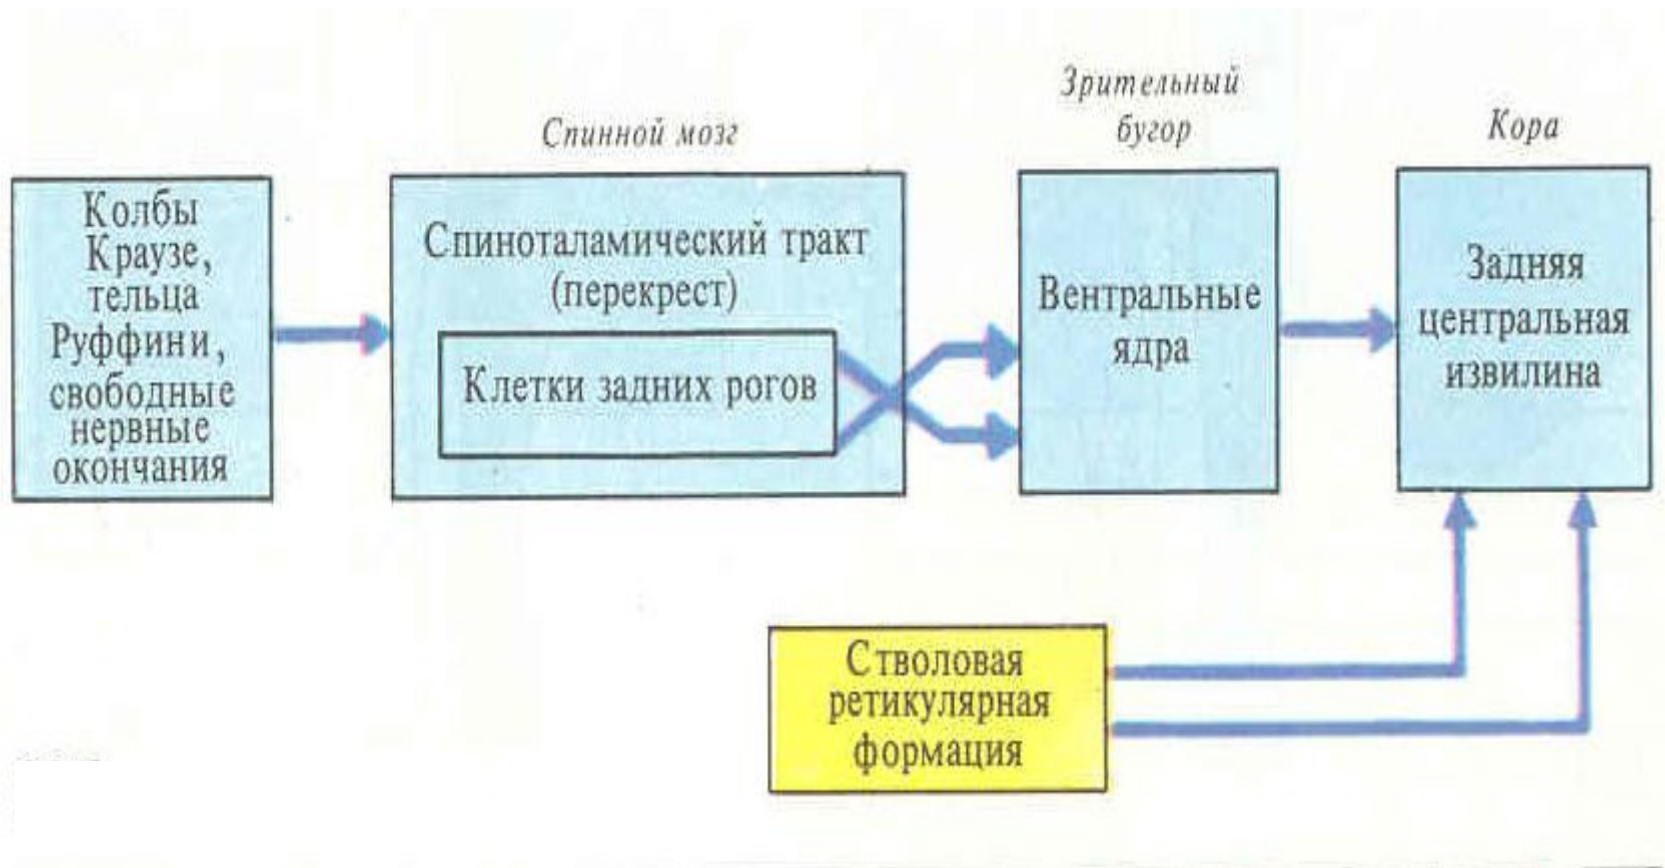 Спинной мозг
Зрительный
бугор
Кора
Колбы
Краузе,
тельца
Руффини,
свободные
нервные
окончания
Спиноталамический тракт
(перекрест)
Клетки задних рогов
Вентральные
ядра
Задняя
центральная
извилина
Стволовая
ретикулярная
формация